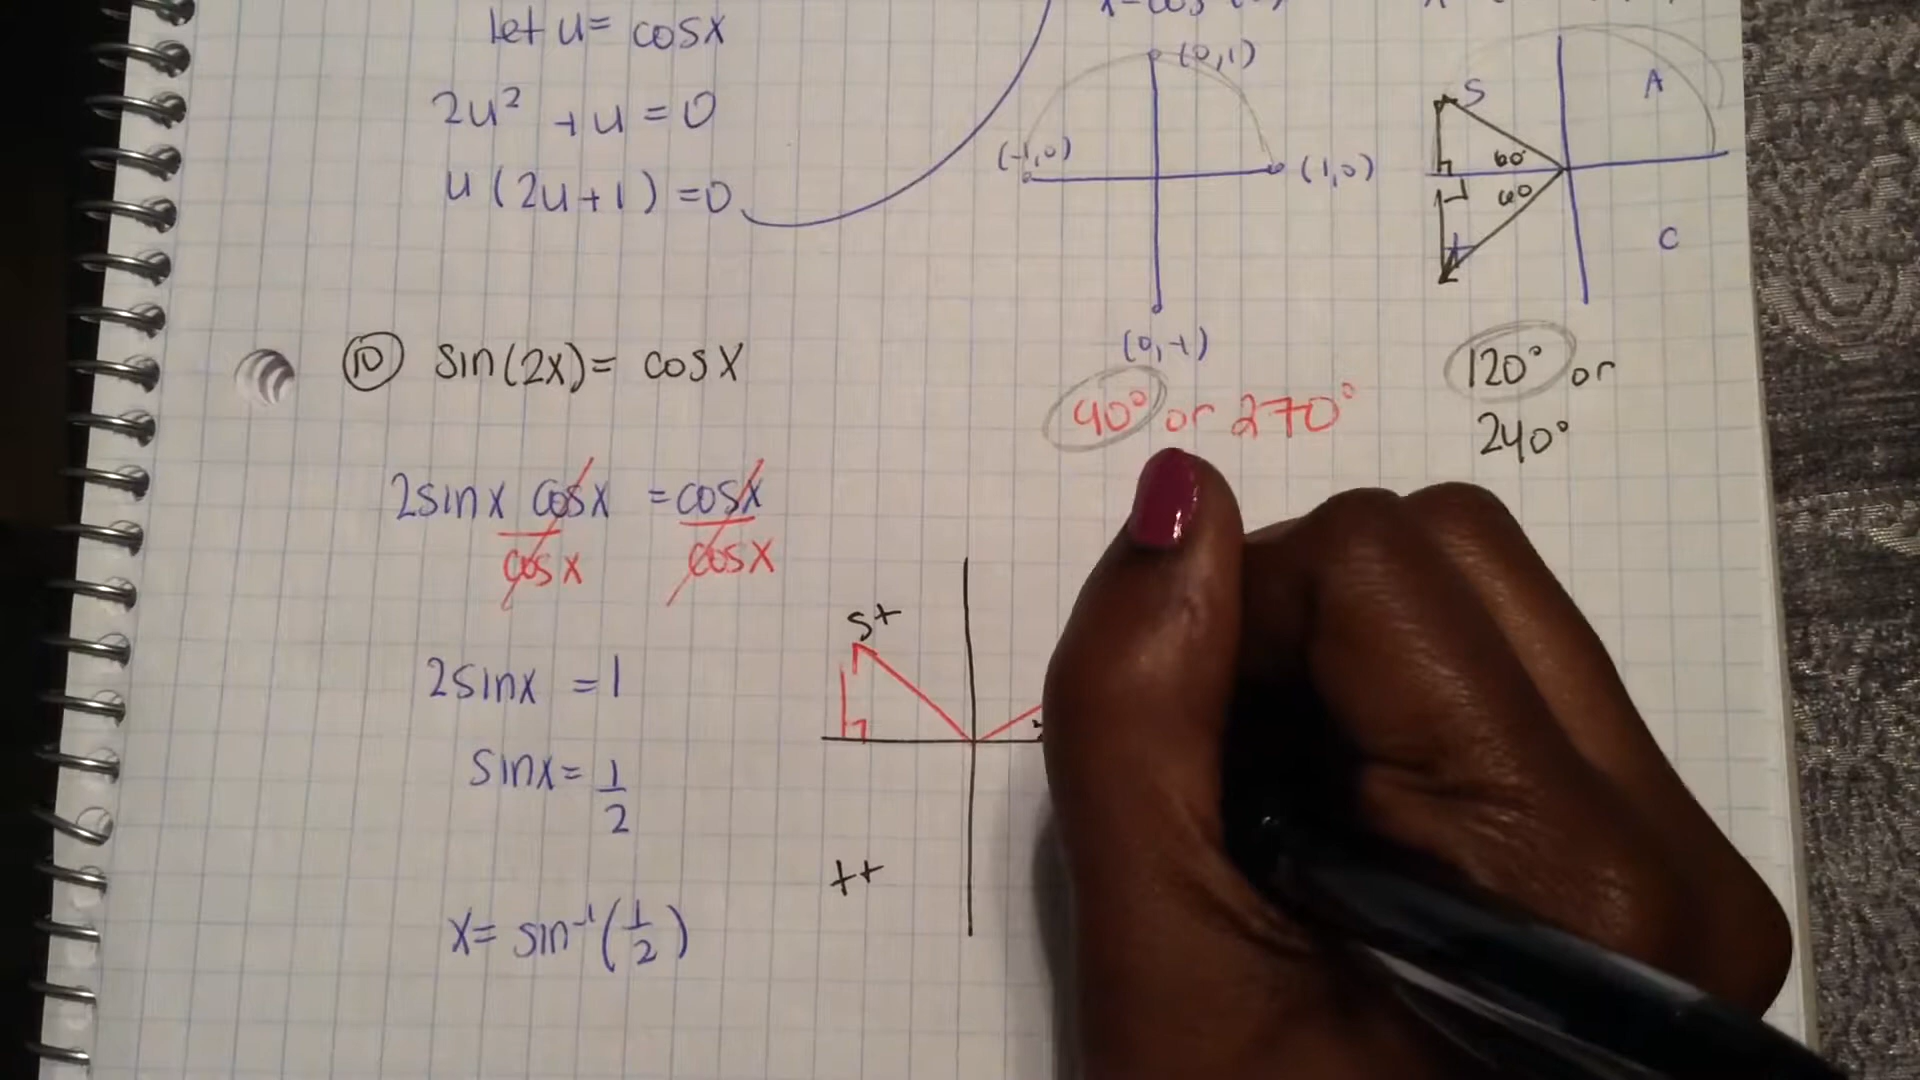 let u= cosx
2u² +u=0
u(2u+1)=0
(0,1)
(-1,0)
(1,0)
(0,-1)
90° or 270°
S
A
60°
60
C
120° or
240°
10 sin(2x)= cosx
2sinx cosx =cosx
cosx cosx
2sinx =1
sinx= 1/2
x= sin⁻¹(1/2)
S+
++